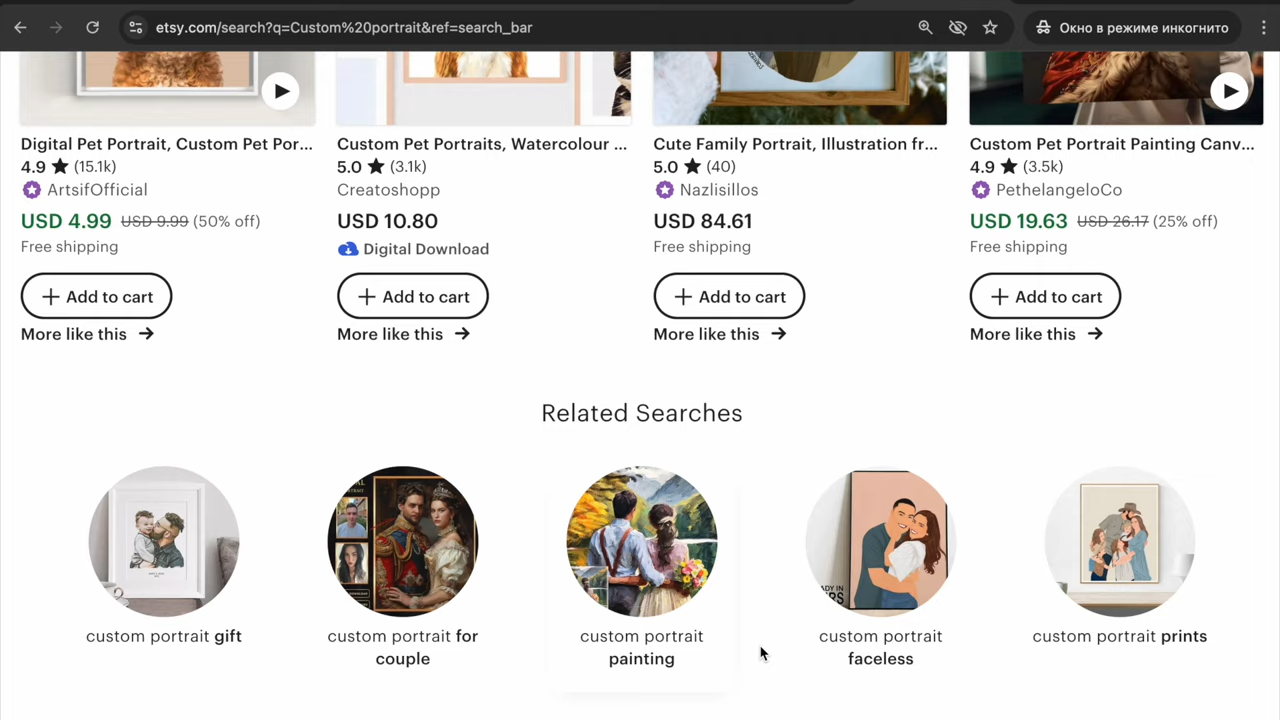 etsy.com/search?q=Custom%20portrait&ref=search_bar
Окно в режиме инкогнито
Digital Pet Portrait, Custom Pet Por...
4.9 ★ (15.1k)
ArtsifOfficial
USD 4.99 USD 9.99 (50% off)
Free shipping
+ Add to cart
More like this →
Custom Pet Portraits, Watercolour ...
5.0 ★ (3.1k)
Creatoshopp
USD 10.80
Digital Download
+ Add to cart
More like this →
Cute Family Portrait, Illustration fr...
5.0 ★ (40)
Nazlisillos
USD 84.61
Free shipping
+ Add to cart
More like this →
Custom Pet Portrait Painting Canv...
4.9 ★ (3.5k)
PethelangeloCo
USD 19.63 USD 26.17 (25% off)
Free shipping
+ Add to cart
More like this →
Related Searches
custom portrait gift
custom portrait for
couple
custom portrait
painting
custom portrait
faceless
custom portrait prints